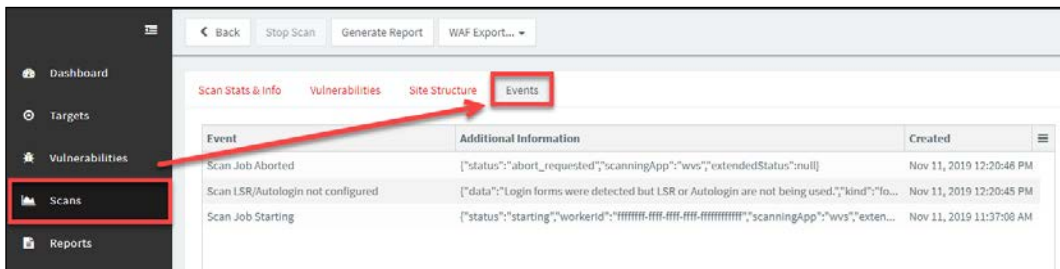 Back Stop Scan Generate Report WAF Export...
Dashboard
Targets
Vulnerabilities
Scans
Reports
Scan Stats & Info Vulnerabilities Site Structure Events
Event Additional Information Created
Scan Job Aborted {"status":"abort_requested","scanningApp":"wvs","extendedStatus":null} Nov 11, 2019 12:20:46 PM
Scan LSR/Autologin not configured {"data":"Login forms were detected but LSR or Autologin are not being used.","kind":"fo... Nov 11, 2019 12:20:45 PM
Scan Job Starting {"status":"starting","workerId":"ffffffff-ffff-ffff-ffff-ffffffffffff","scanningApp":"wvs","exten... Nov 11, 2019 11:37:08 AM